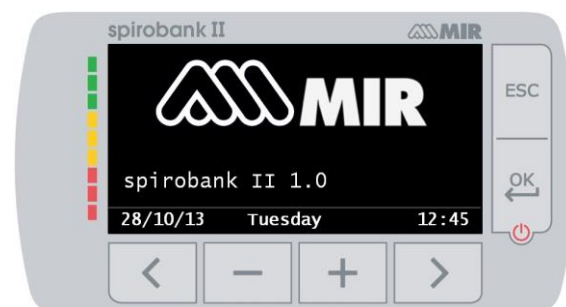 spirobank II MIR
MIR
ESC
spirobank II 1.0
OK
28/10/13 Tuesday 12:45
< − + >